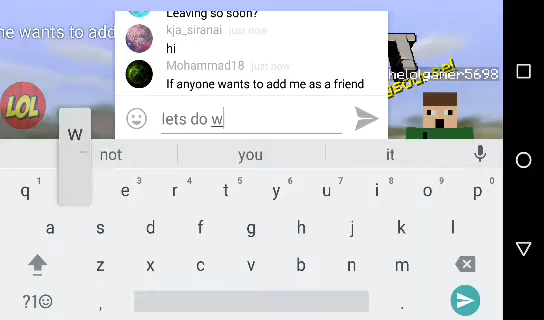 Leaving so soon?
ne wants to add
kja_siranai just now
hi
Mohammad18 just now
If anyone wants to add me as a friend
helolgamer5698
LOL
lets do w
w
not you it
q 1 e 3 r 4 t 5 y 6 u 7 i 8 o 9 p 0
a s d f g h j k l
z x c v b n m
?1 , .